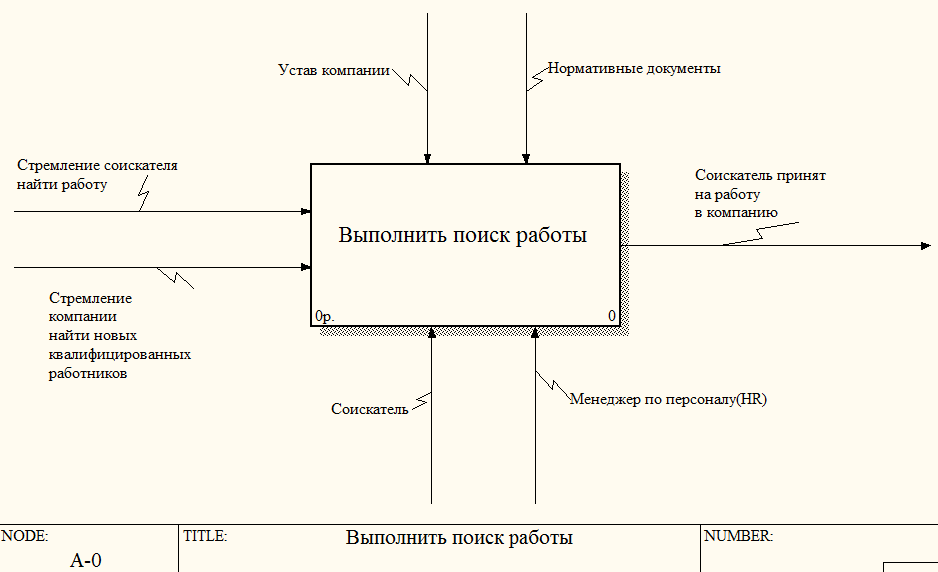 Устав компании
Нормативные документы
Стремление соискателя
найти работу
Соискатель принят
на работу
в компанию
Выполнить поиск работы
Стремление
компании
найти новых
квалифицированных
работников
0р.
0
Соискатель
Менеджер по персоналу(HR)
NODE:
TITLE:
Выполнить поиск работы
NUMBER:
A-0